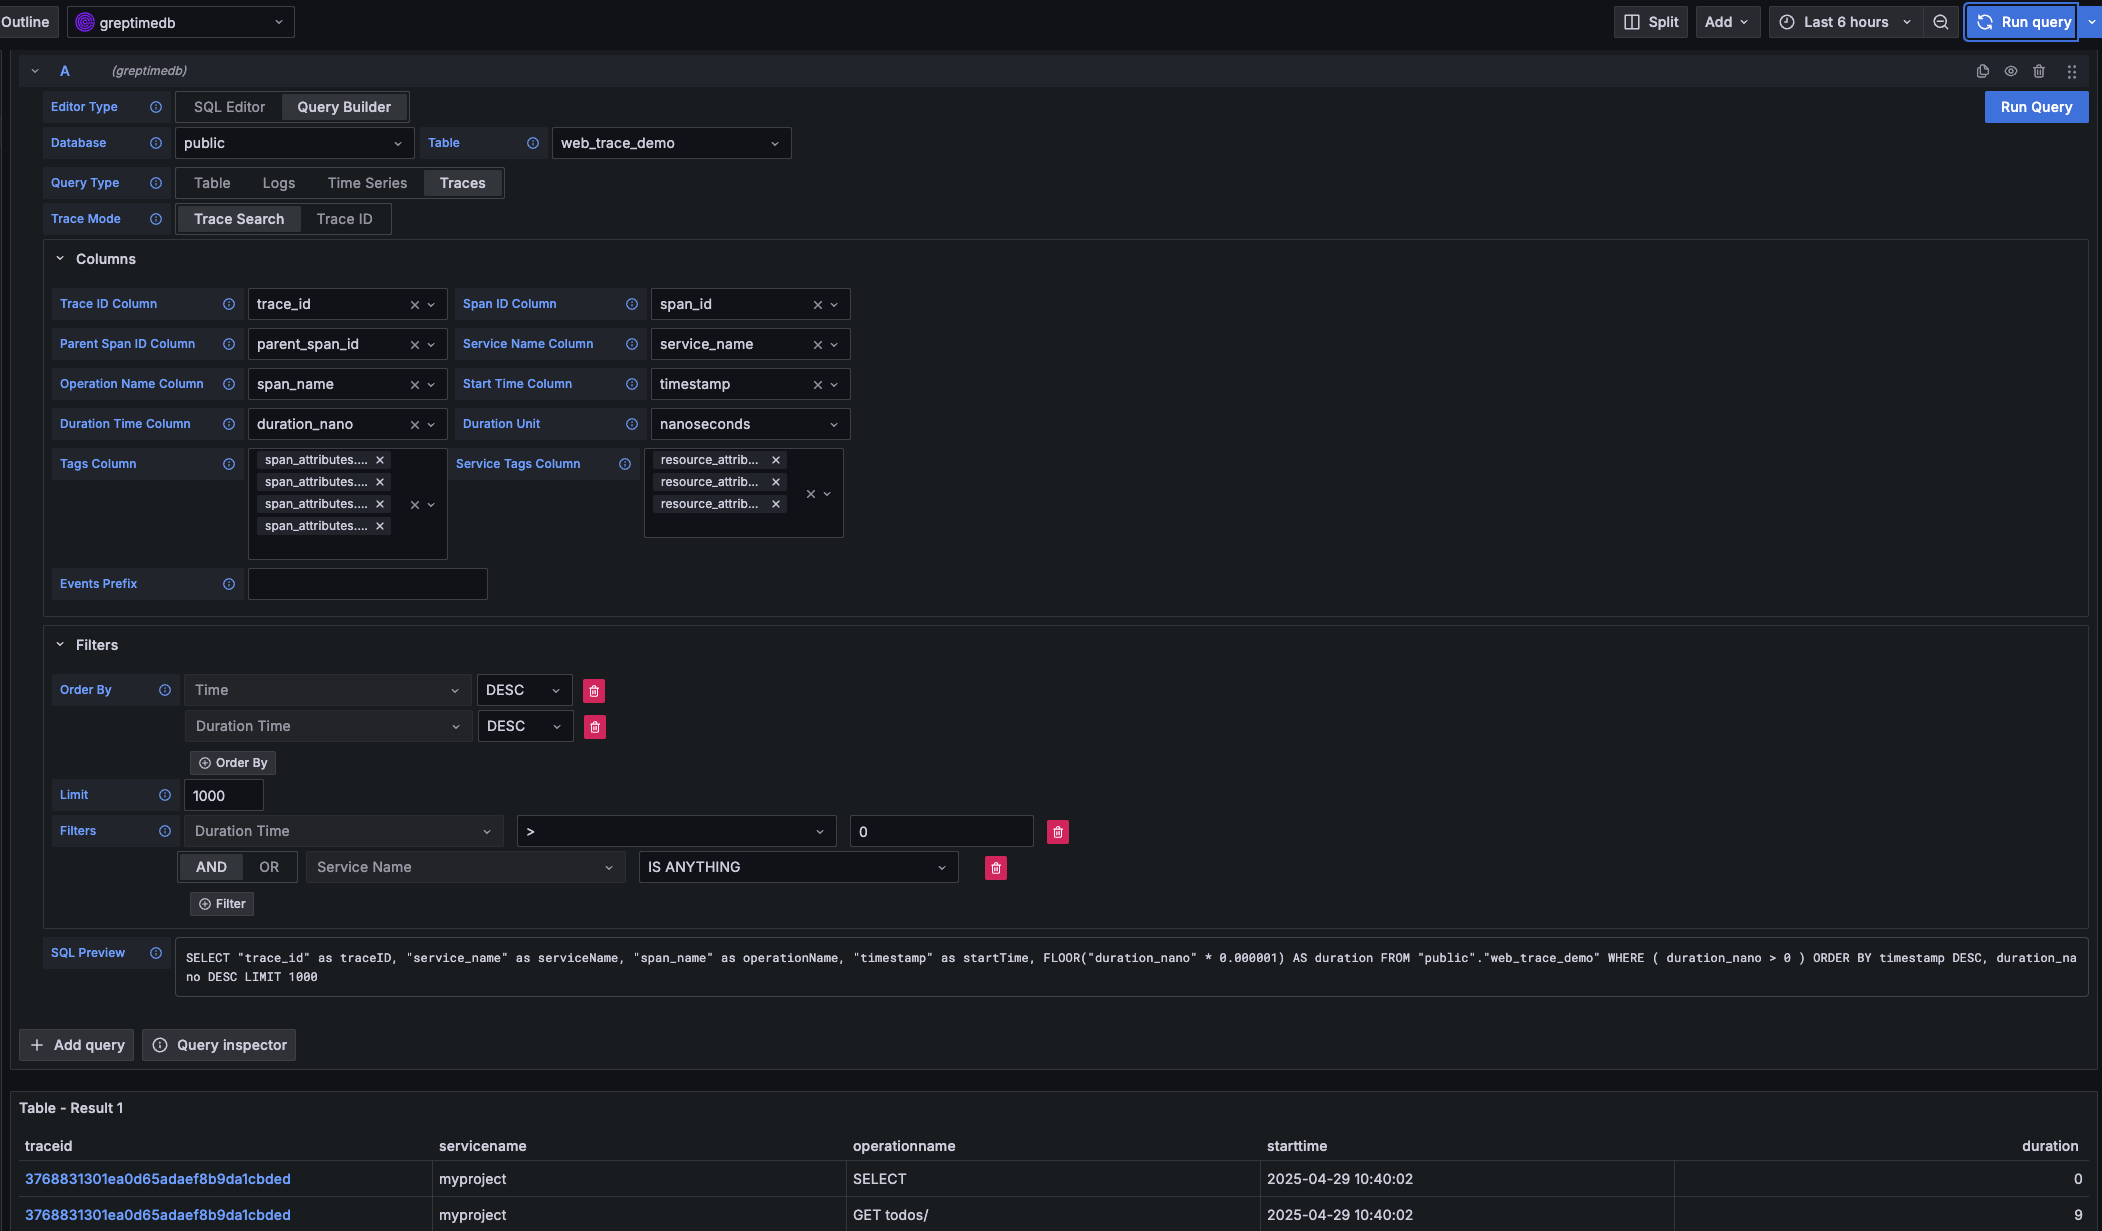 Outline greptimedb Split Add Last 6 hours Run query
A (greptimedb)
Editor Type SQL Editor Query Builder Run Query
Database public Table web_trace_demo
Query Type Table Logs Time Series Traces
Trace Mode Trace Search Trace ID
Columns
Trace ID Column trace_id Span ID Column span_id
Parent Span ID Column parent_span_id Service Name Column service_name
Operation Name Column span_name Start Time Column timestamp
Duration Time Column duration_nano Duration Unit nanoseconds
Tags Column span_attributes.... Service Tags Column resource_attrib...
span_attributes.... resource_attrib...
span_attributes.... resource_attrib...
span_attributes....
Events Prefix
Filters
Order By Time DESC
Duration Time DESC
Order By
Limit 1000
Filters Duration Time > 0
AND OR Service Name IS ANYTHING
Filter
SQL Preview SELECT "trace_id" as traceID, "service_name" as serviceName, "span_name" as operationName, "timestamp" as startTime, FLOOR("duration_nano" * 0.000001) AS duration FROM "public"."web_trace_demo" WHERE ( duration_nano > 0 ) ORDER BY timestamp DESC, duration_na
no DESC LIMIT 1000
Add query Query inspector
Table - Result 1
traceid servicename operationname starttime duration
3768831301ea0d65adaef8b9da1cbded myproject SELECT 2025-04-29 10:40:02 0
3768831301ea0d65adaef8b9da1cbded myproject GET todos/ 2025-04-29 10:40:02 9